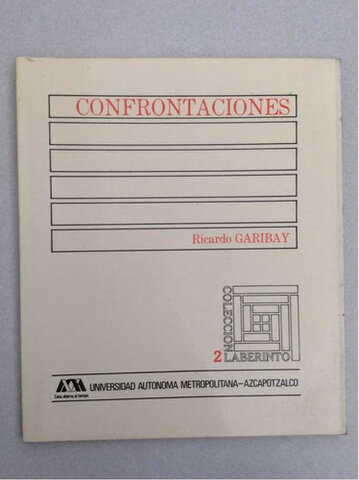 CONFRONTACIONES
Ricardo GARIBAY
COLECCION
2 LABERINTO
UNIVERSIDAD AUTONOMA METROPOLITANA-AZCAPOTZALCO
Casa abierta al tiempo